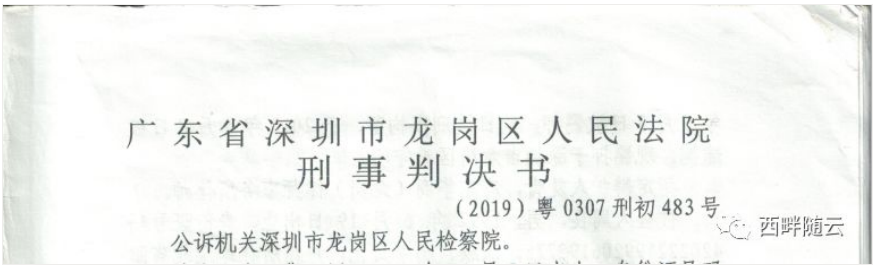 广东省深圳市龙岗区人民法院
刑事判决书
（2019）粤0307刑初483号
西畔随云
公诉机关深圳市龙岗区人民检察院。